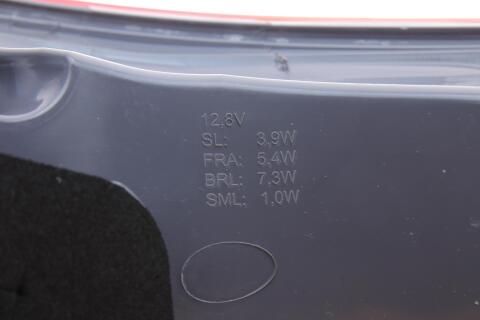 12,8V
SL: 3,9W
FRA: 5,4W
BRL: 7,3W
SML: 1,0W